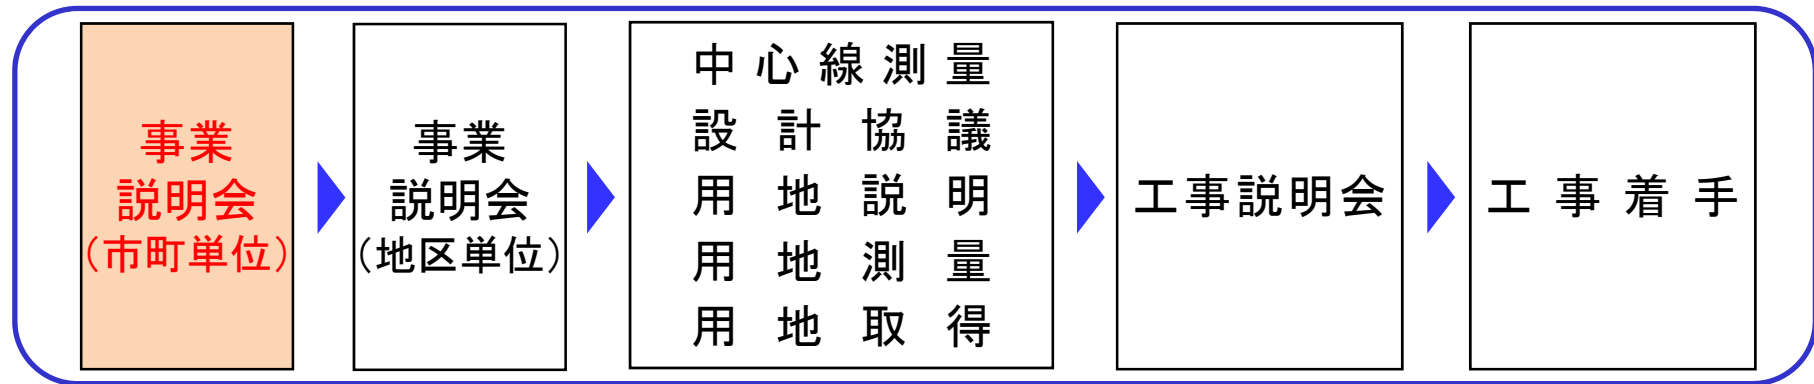 事業
説明会
(市町単位)
事業
説明会
(地区単位)
中心線測量
設計協議
用地説明
用地測量
用地取得
工事説明会
工事着手